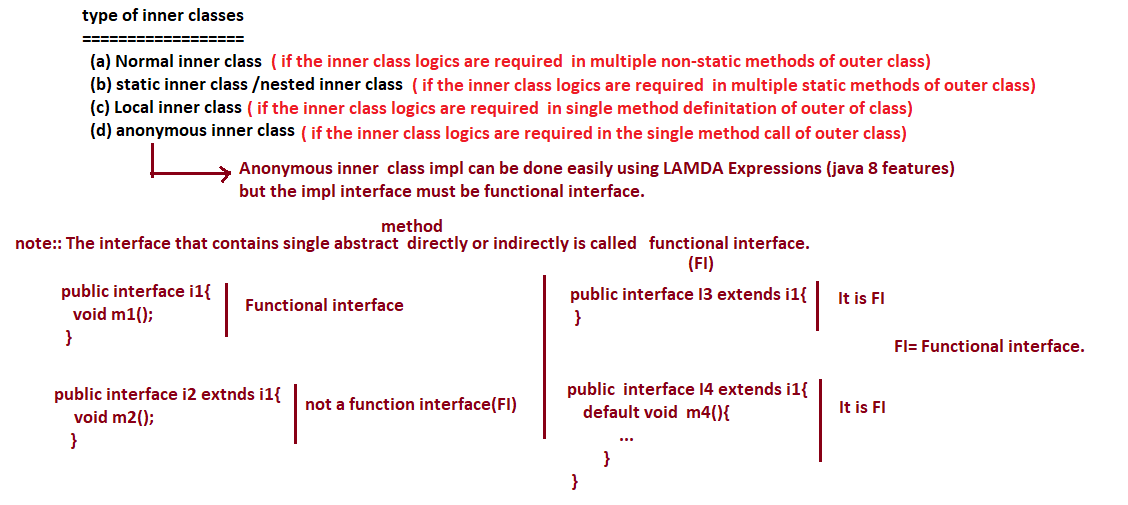 type of inner classes
==================
(a) Normal inner class ( if the inner class logics are required in multiple non-static methods of outer class)
(b) static inner class /nested inner class ( if the inner class logics are required in multiple static methods of outer class)
(c) Local inner class ( if the inner class logics are required in single method definitation of outer of class)
(d) anonymous inner class ( if the inner class logics are required in the single method call of outer class)
Anonymous inner class impl can be done easily using LAMDA Expressions (java 8 features)
but the impl interface must be functional interface.
method
note:: The interface that contains single abstract directly or indirectly is called functional interface.
(FI)
public interface i1{
void m1();
}
Functional interface
public interface I3 extends i1{
}
It is FI
FI= Functional interface.
public interface i2 extnds i1{
void m2();
}
not a function interface(FI)
public interface I4 extends i1{
default void m4(){
...
}
}
It is FI